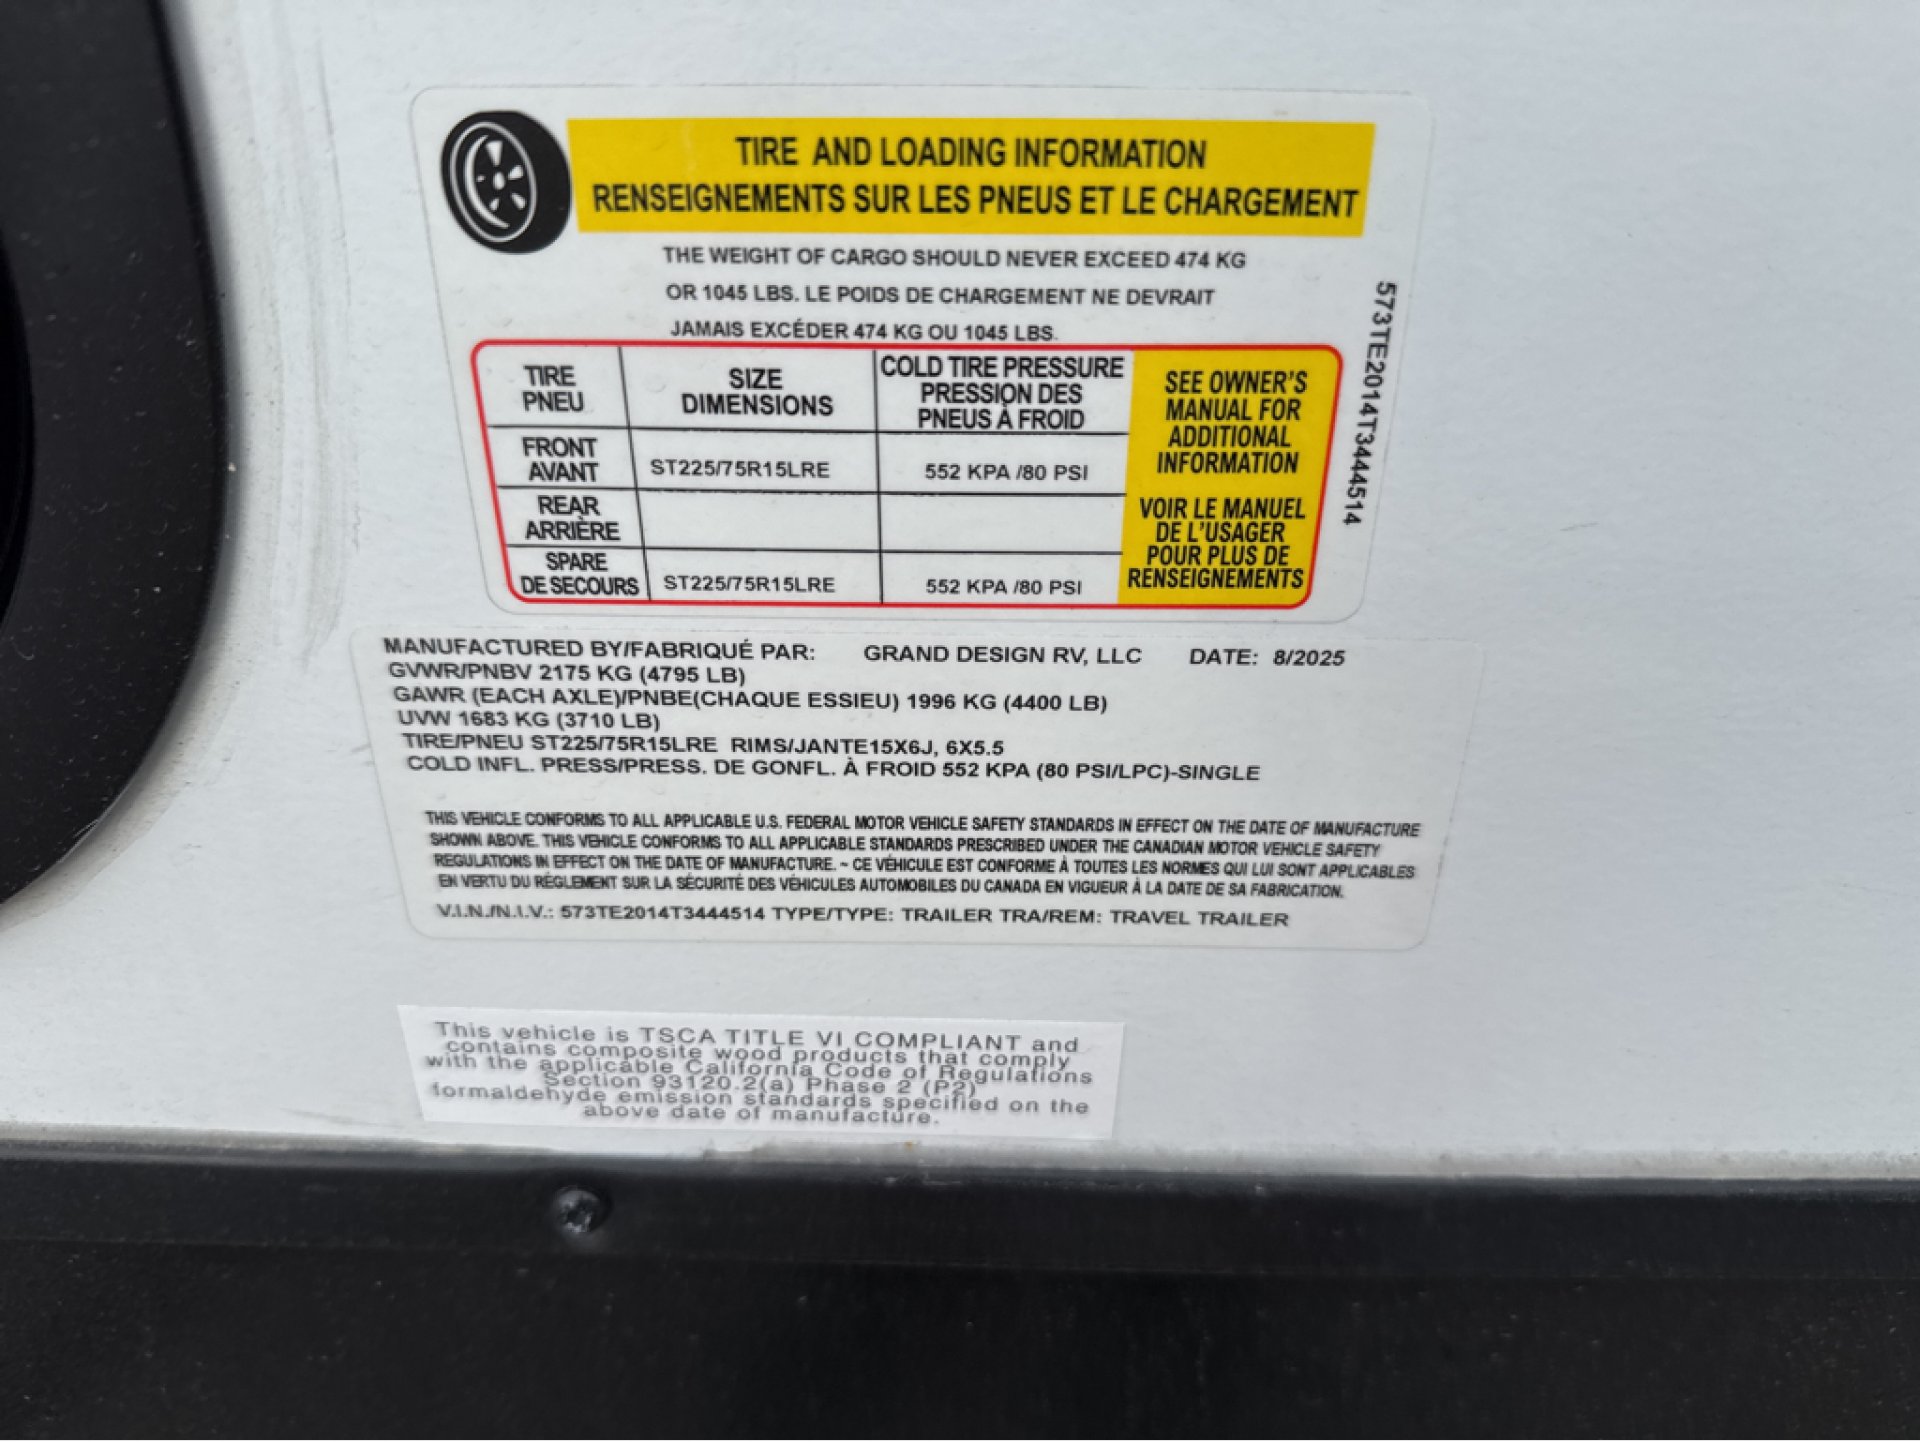 TIRE AND LOADING INFORMATION
RENSEIGNEMENTS SUR LES PNEUS ET LE CHARGEMENT
THE WEIGHT OF CARGO SHOULD NEVER EXCEED 474 KG
OR 1045 LBS. LE POIDS DE CHARGEMENT NE DEVRAIT
JAMAIS EXCÉDER 474 KG OU 1045 LBS.
TIRE
PNEU
SIZE
DIMENSIONS
COLD TIRE PRESSURE
PRESSION DES
PNEUS À FROID
FRONT
AVANT
ST225/75R15LRE
552 KPA /80 PSI
REAR
ARRIÈRE
SPARE
DE SECOURS
ST225/75R15LRE
552 KPA /80 PSI
SEE OWNER'S
MANUAL FOR
ADDITIONAL
INFORMATION
VOIR LE MANUEL
DE L'USAGER
POUR PLUS DE
RENSEIGNEMENTS
573TE2014T3444514
MANUFACTURED BY/FABRIQUÉ PAR: GRAND DESIGN RV, LLC DATE: 8/2025
GVWR/PNBV 2175 KG (4795 LB)
GAWR (EACH AXLE)/PNBE(CHAQUE ESSIEU) 1996 KG (4400 LB)
UVW 1683 KG (3710 LB)
TIRE/PNEU ST225/75R15LRE RIMS/JANTE15X6J, 6X5.5
COLD INFL. PRESS/PRESS. DE GONFL. À FROID 552 KPA (80 PSI/LPC)-SINGLE
THIS VEHICLE CONFORMS TO ALL APPLICABLE U.S. FEDERAL MOTOR VEHICLE SAFETY STANDARDS IN EFFECT ON THE DATE OF MANUFACTURE
SHOWN ABOVE. THIS VEHICLE CONFORMS TO ALL APPLICABLE STANDARDS PRESCRIBED UNDER THE CANADIAN MOTOR VEHICLE SAFETY
REGULATIONS IN EFFECT ON THE DATE OF MANUFACTURE. ~ CE VÉHICULE EST CONFORME À TOUTES LES NORMES QUI LUI SONT APPLICABLES
EN VERTU DU RÉGLEMENT SUR LA SÉCURITÉ DES VÉHICULES AUTOMOBILES DU CANADA EN VIGUEUR À LA DATE DE SA FABRICATION.
V.I.N./N.I.V.: 573TE2014T3444514 TYPE/TYPE: TRAILER TRA/REM: TRAVEL TRAILER
This vehicle is TSCA TITLE VI COMPLIANT and
contains composite wood products that comply
with the applicable California Code of Regulations
Section 93120.2(a) Phase 2 (P2)
formaldehyde emission standards specified on the
above date of manufacture.